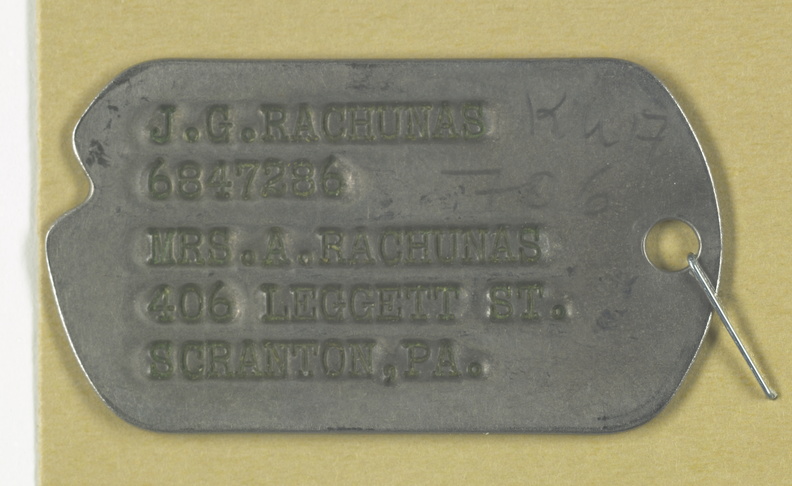 J.G.RACHUNAS
6847286
MRS.A.RACHUNAS
406 LEGGETT ST.
SCRANTON,PA.